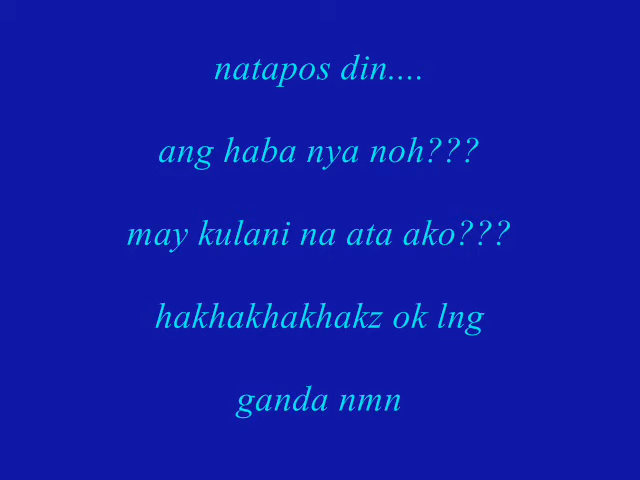 natapos din....
ang haba nya noh???
may kulani na ata ako???
hakhakhakhakz ok lng
ganda nmn